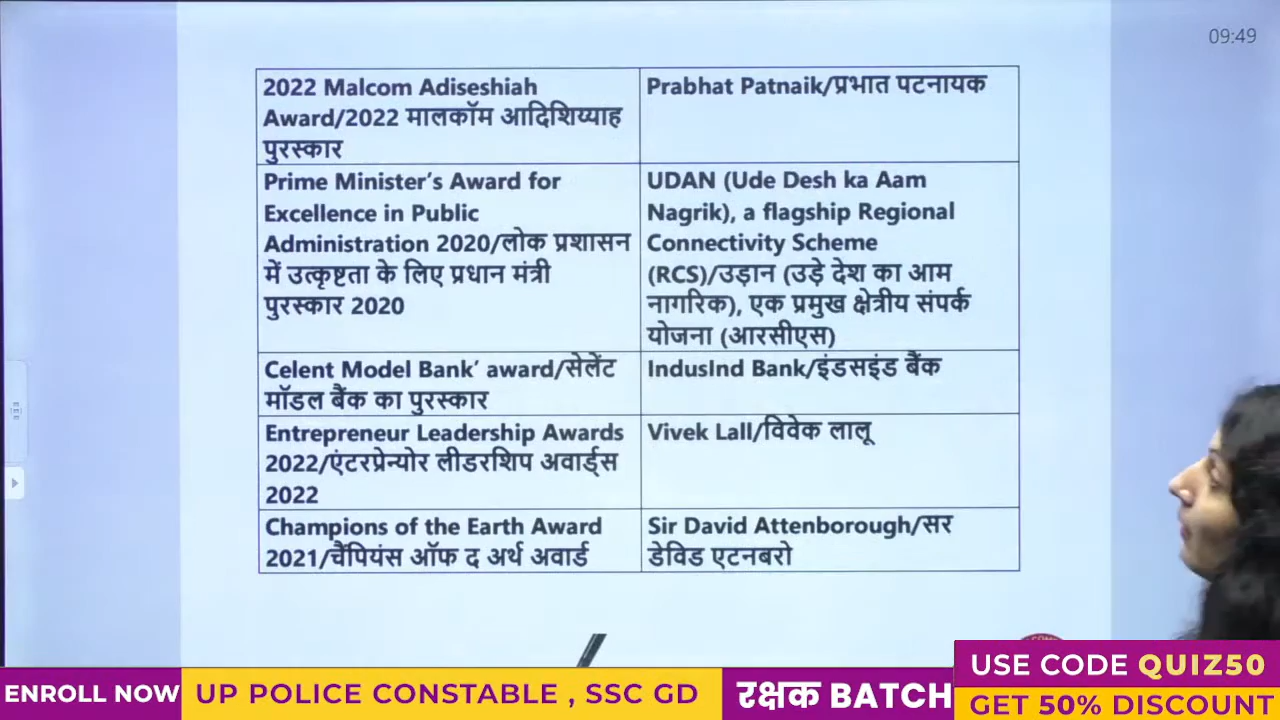 09:49
2022 Malcom Adiseshiah
Award/2022 मालकॉम आदिशिय्याह
पुरस्कार
Prabhat Patnaik/प्रभात पटनायक
Prime Minister's Award for
Excellence in Public
Administration 2020/लोक प्रशासन
में उत्कृष्टता के लिए प्रधान मंत्री
पुरस्कार 2020
UDAN (Ude Desh ka Aam
Nagrik), a flagship Regional
Connectivity Scheme
(RCS)/उड़ान (उड़े देश का आम
नागरिक), एक प्रमुख क्षेत्रीय संपर्क
योजना (आरसीएस)
Celent Model Bank' award/सेलेंट
मॉडल बैंक का पुरस्कार
IndusInd Bank/इंडसइंड बैंक
Entrepreneur Leadership Awards
2022/एंटरप्रेन्योर लीडरशिप अवार्ड्स
2022
Vivek Lall/विवेक लालू
Champions of the Earth Award
2021/चैंपियंस ऑफ द अर्थ अवार्ड
Sir David Attenborough/सर
डेविड एटनबरो
ENROLL NOW
UP POLICE CONSTABLE , SSC GD
रक्षक BATCH
USE CODE QUIZ50
GET 50% DISCOUNT